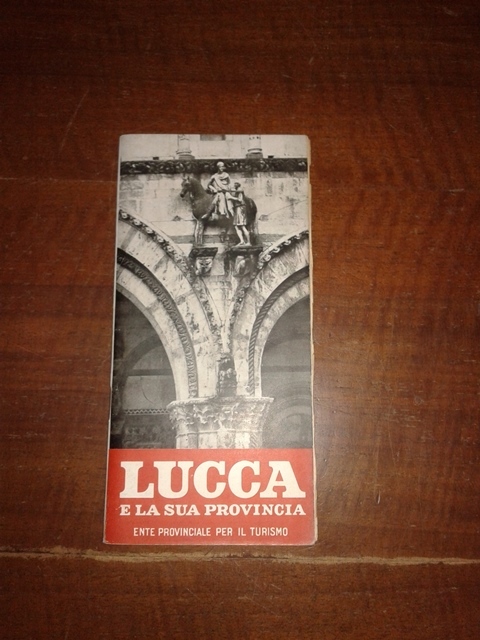 LUCCA
E LA SUA PROVINCIA
ENTE PROVINCIALE PER IL TURISMO